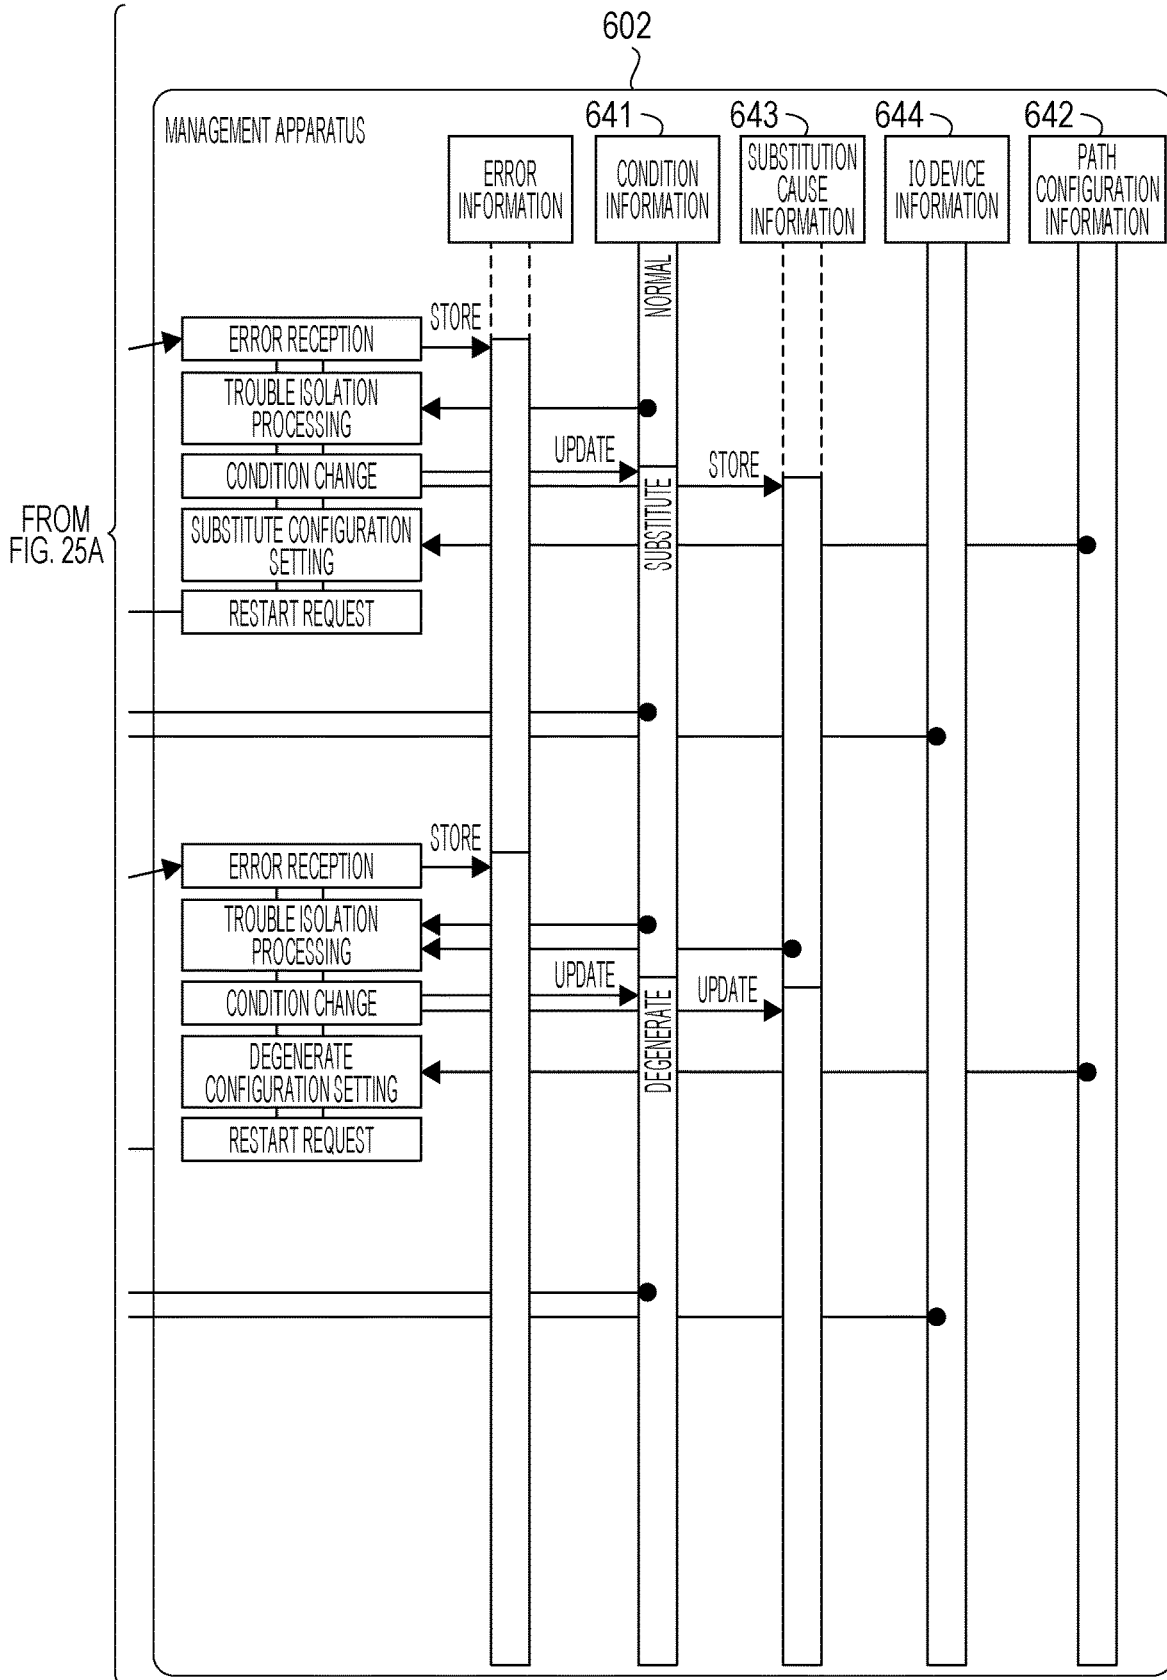 602
MANAGEMENT APPARATUS
641
643
644
642
ERROR
INFORMATION
CONDITION
INFORMATION
SUBSTITUTION
CAUSE
INFORMATION
IO DEVICE
INFORMATION
PATH
CONFIGURATION
INFORMATION
NORMAL
ERROR RECEPTION
STORE
TROUBLE ISOLATION
PROCESSING
CONDITION CHANGE
UPDATE
STORE
SUBSTITUTE
SUBSTITUTE CONFIGURATION
SETTING
RESTART REQUEST
FROM
FIG. 25A
ERROR RECEPTION
STORE
TROUBLE ISOLATION
PROCESSING
CONDITION CHANGE
UPDATE
UPDATE
DEGENERATE
DEGENERATE
CONFIGURATION SETTING
RESTART REQUEST